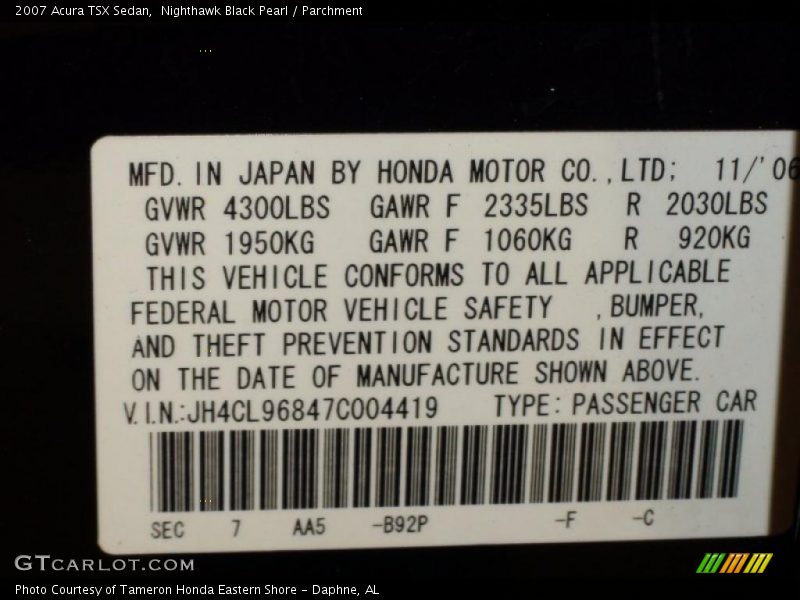 2007 Acura TSX Sedan,  Nighthawk Black Pearl / Parchment
MFD. IN JAPAN BY HONDA MOTOR CO., LTD; 11/'06
GVWR 4300LBS GAWR F 2335LBS R 2030LBS
GVWR 1950KG GAWR F 1060KG R 920KG
THIS VEHICLE CONFORMS TO ALL APPLICABLE
FEDERAL MOTOR VEHICLE SAFETY , BUMPER,
AND THEFT PREVENTION STANDARDS IN EFFECT
ON THE DATE OF MANUFACTURE SHOWN ABOVE.
V.I.N.:JH4CL96847C004419 TYPE: PASSENGER CAR
SEC 7 AA5 -B92P -F -C
GTCARLOT.COM
Photo Courtesy of Tameron Honda Eastern Shore - Daphne, AL